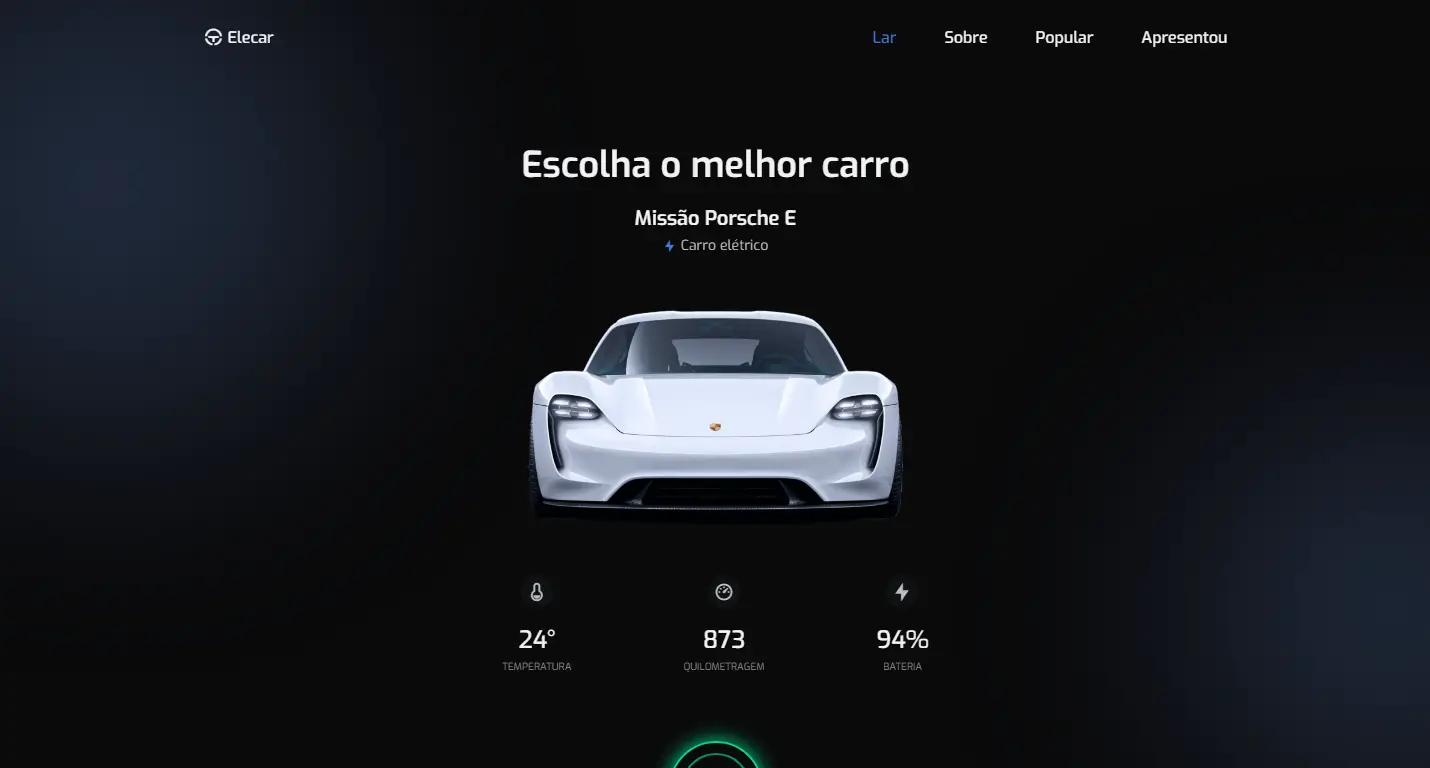 Elecar
Lar
Sobre
Popular
Apresentou
Escolha o melhor carro
Missão Porsche E
Carro elétrico
24°
873
94%
TEMPERATURA
QUILOMETRAGEM
BATERIA